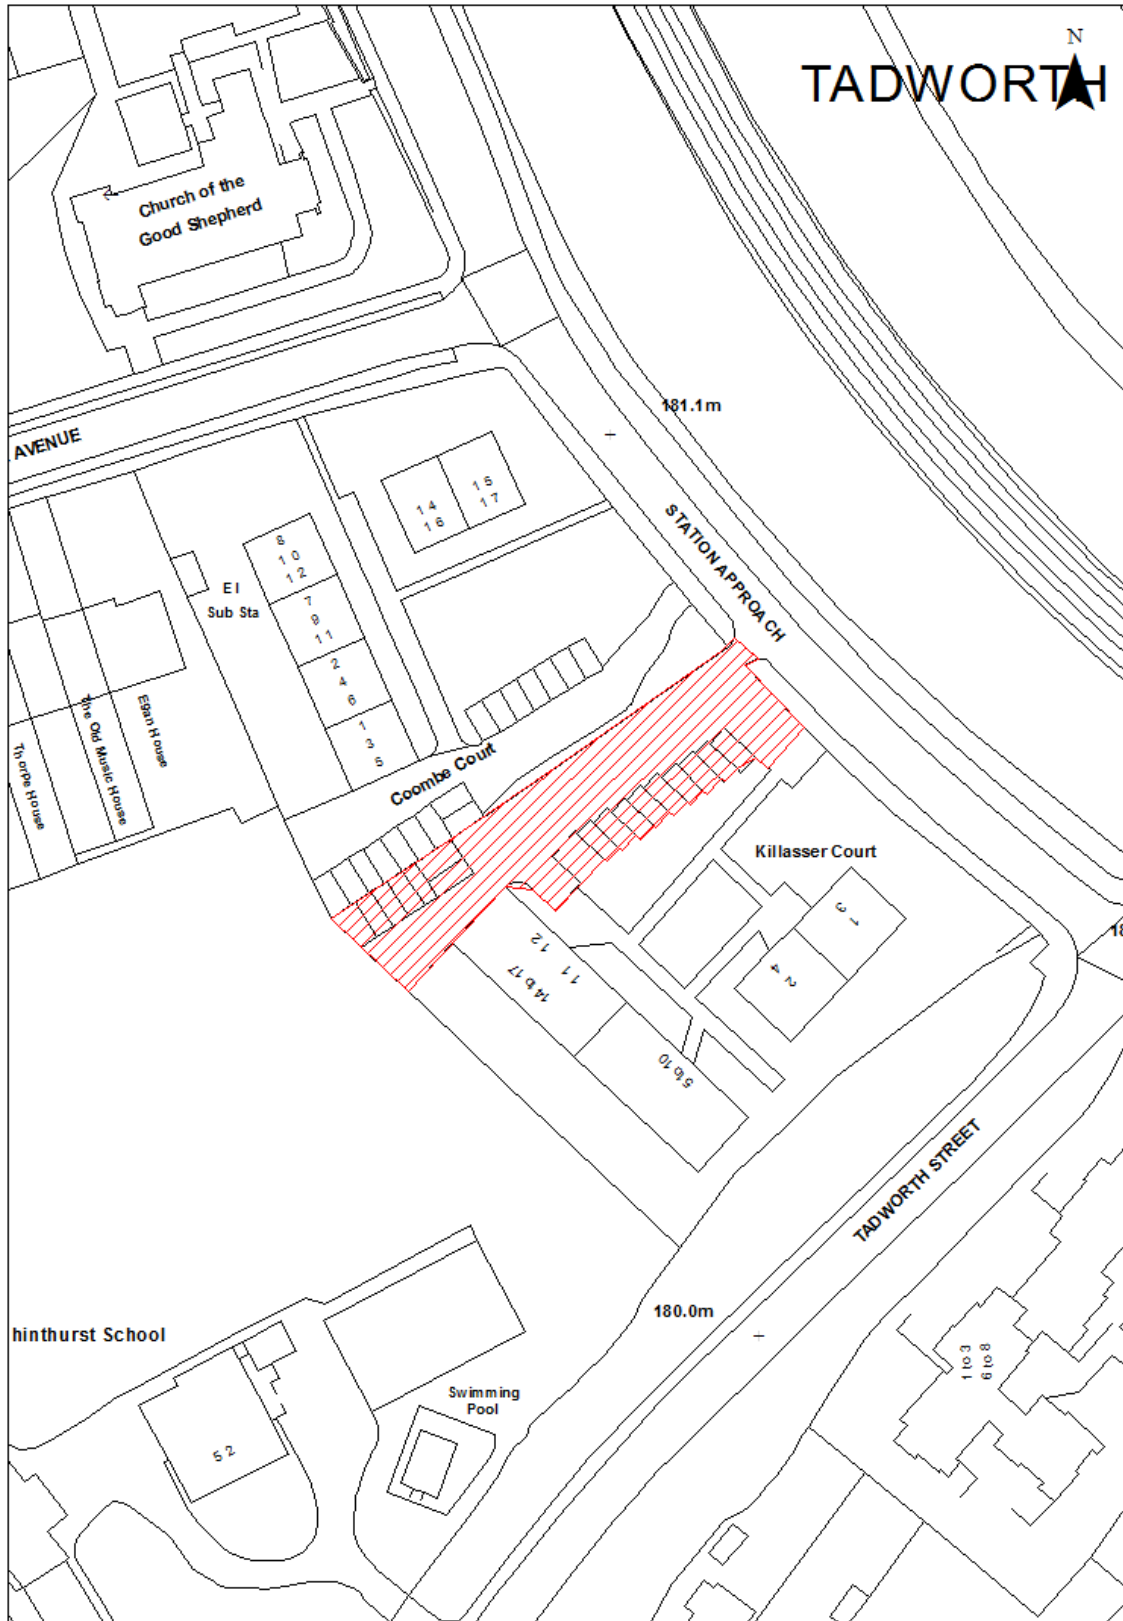 N
TADWORTH
Church of the
Good Shepherd
181.1m
. AVENUE
15
17
14
16
STATION APPROACH
8
10
12
El
Sub Sta
7
9
11
2
4
6
1
3
5
Egan House
The Old Music House
Thorpe House
Coombe Court
Killasser Court
1
3
2
4
12
11
14 to 17
5 to 10
18
TADWORTH STREET
180.0m
hinthurst School
1 to 3
6 to 8
Swimming
Pool
52